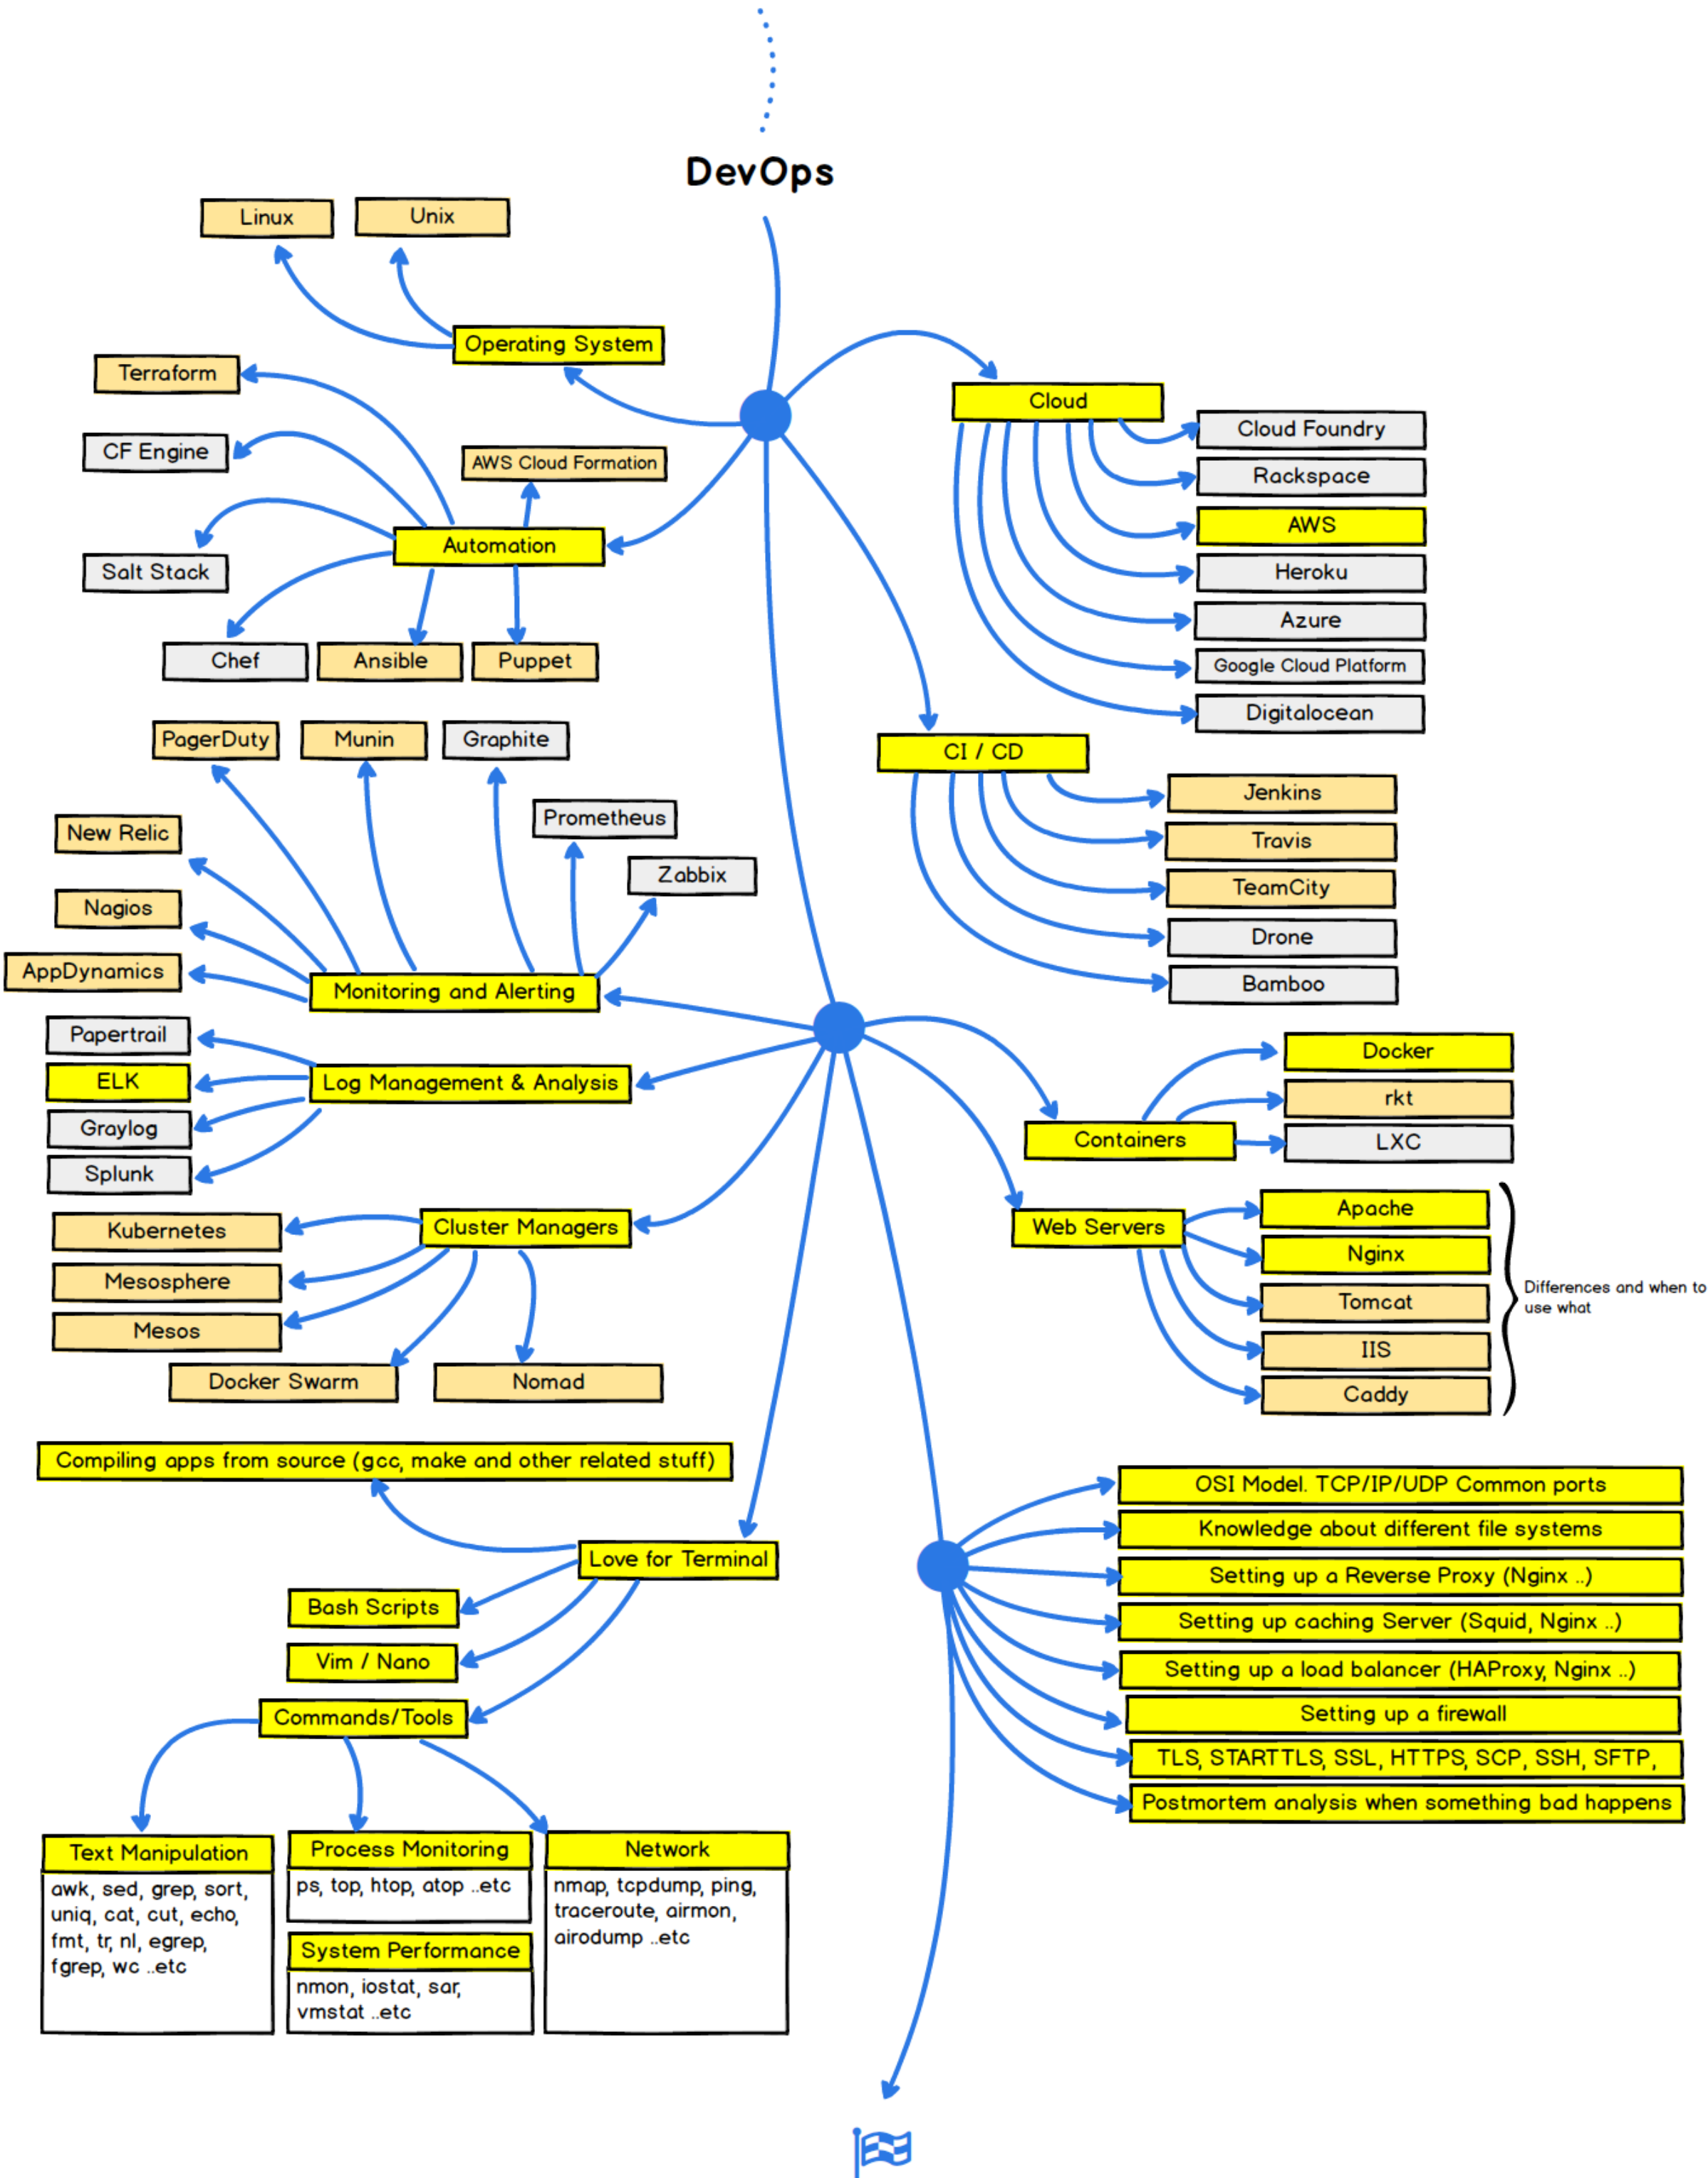 DevOps
Linux
Unix
Operating System
Terraform
CF Engine
AWS Cloud Formation
Automation
Salt Stack
Chef
Ansible
Puppet
Cloud
Cloud Foundry
Rackspace
AWS
Heroku
Azure
Google Cloud Platform
Digitalocean
CI / CD
Jenkins
Travis
TeamCity
Drone
Bamboo
PagerDuty
Munin
Graphite
Prometheus
Zabbix
New Relic
Nagios
AppDynamics
Monitoring and Alerting
Papertrail
ELK
Graylog
Splunk
Log Management & Analysis
Containers
Docker
rkt
LXC
Cluster Managers
Kubernetes
Mesosphere
Mesos
Docker Swarm
Nomad
Web Servers
Apache
Nginx
Tomcat
IIS
Caddy
Differences and when to
use what
Compiling apps from source (gcc, make and other related stuff)
Love for Terminal
Bash Scripts
Vim / Nano
Commands/Tools
OSI Model. TCP/IP/UDP Common ports
Knowledge about different file systems
Setting up a Reverse Proxy (Nginx ..)
Setting up caching Server (Squid, Nginx ..)
Setting up a load balancer (HAProxy, Nginx ..)
Setting up a firewall
TLS, STARTTLS, SSL, HTTPS, SCP, SSH, SFTP,
Postmortem analysis when something bad happens
Text Manipulation
awk, sed, grep, sort,
uniq, cat, cut, echo,
fmt, tr, nl, egrep,
fgrep, wc ..etc
Process Monitoring
ps, top, htop, atop ..etc
System Performance
nmon, iostat, sar,
vmstat ..etc
Network
nmap, tcpdump, ping,
traceroute, airmon,
airodump ..etc